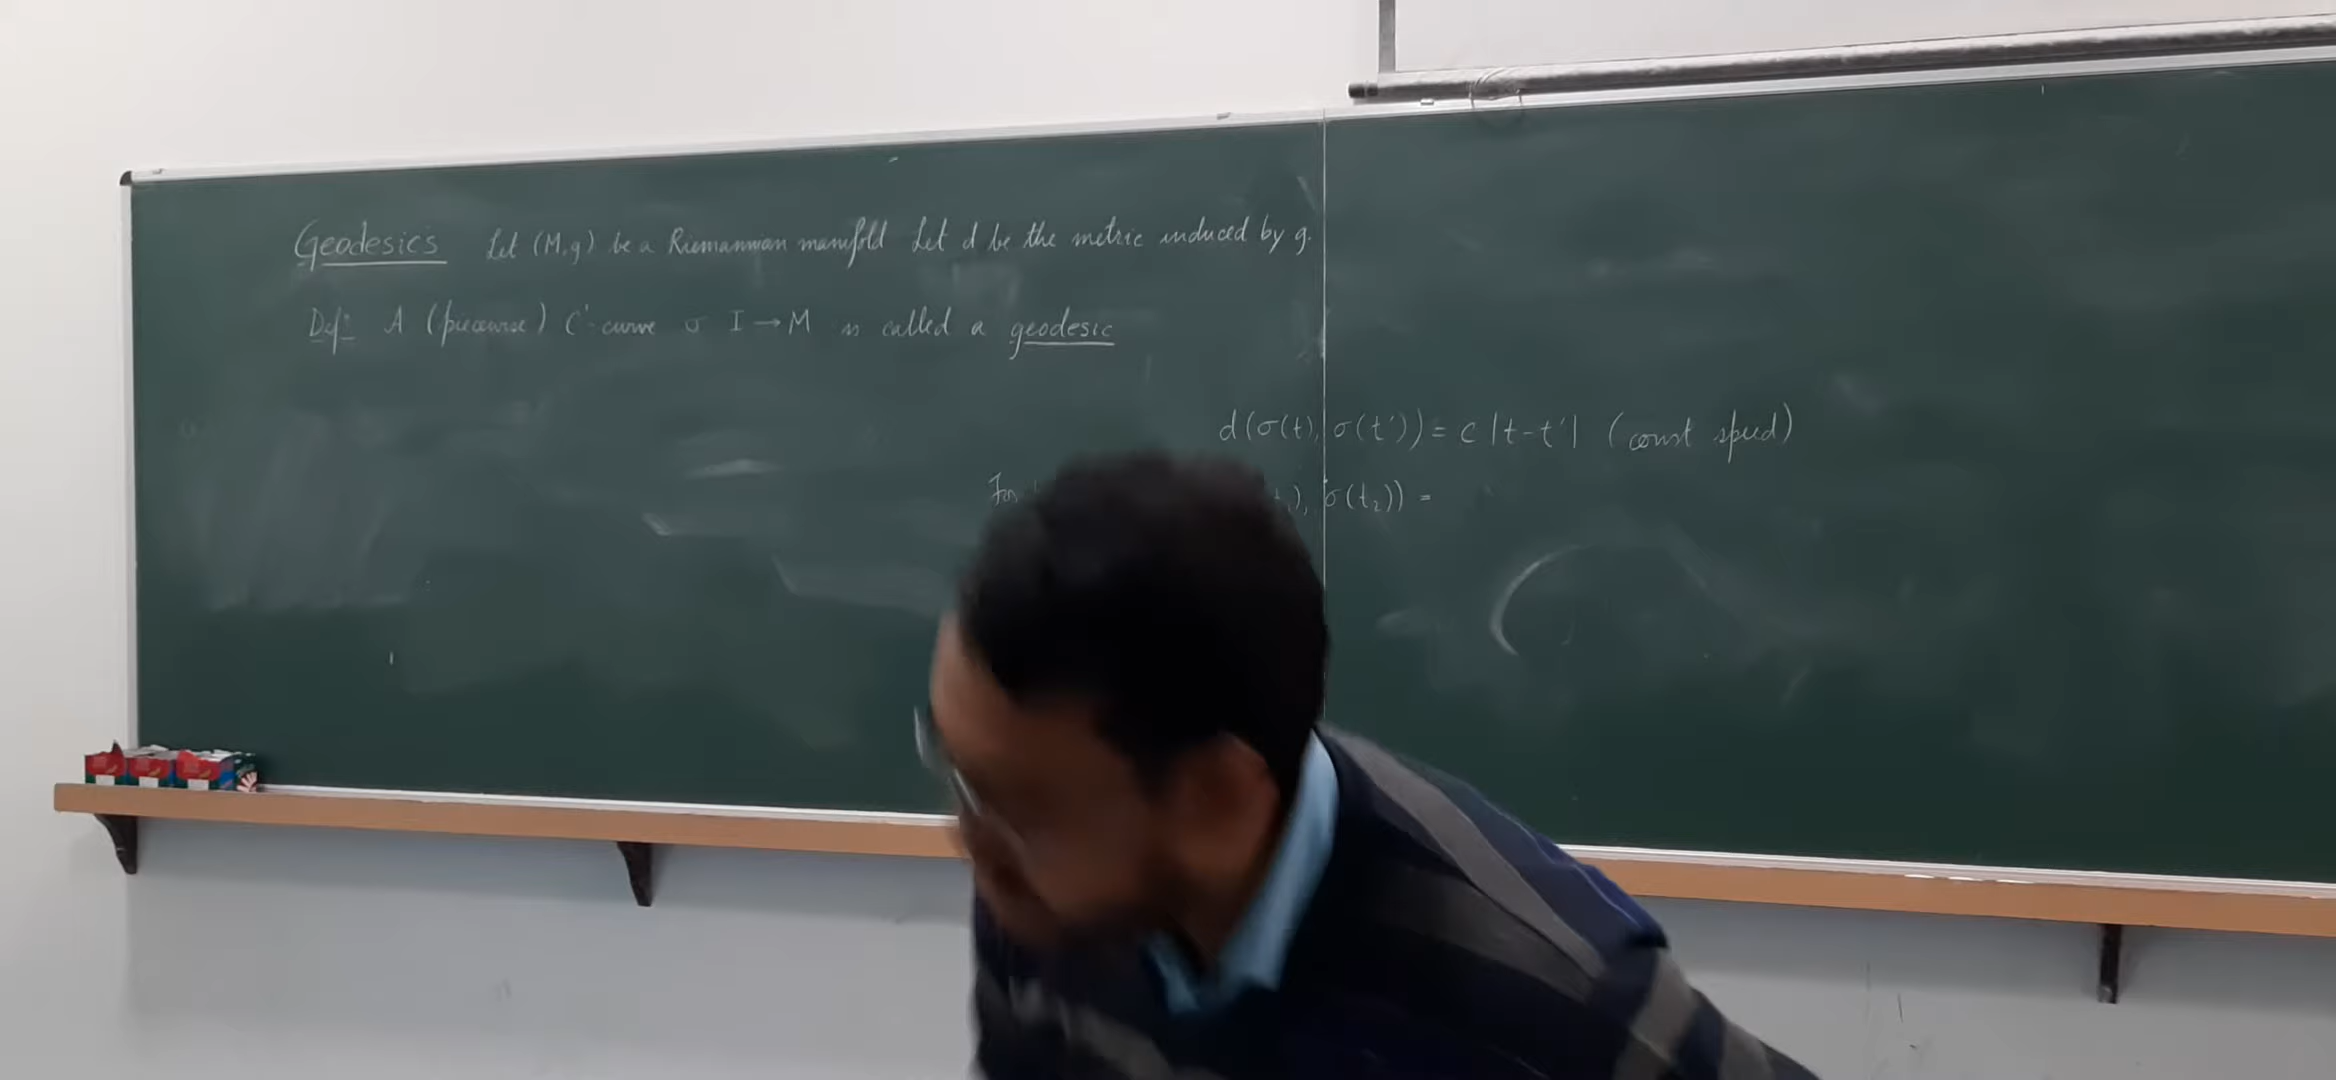 Geodesics Let (M,g) be a Riemannian manifold Let d be the metric induced by g.
Def: A (piecewise) C¹-curve σ I → M is called a geodesic
d(σ(t), σ(t')) = c |t-t'| (const speed)
For ), σ(t₂)) =